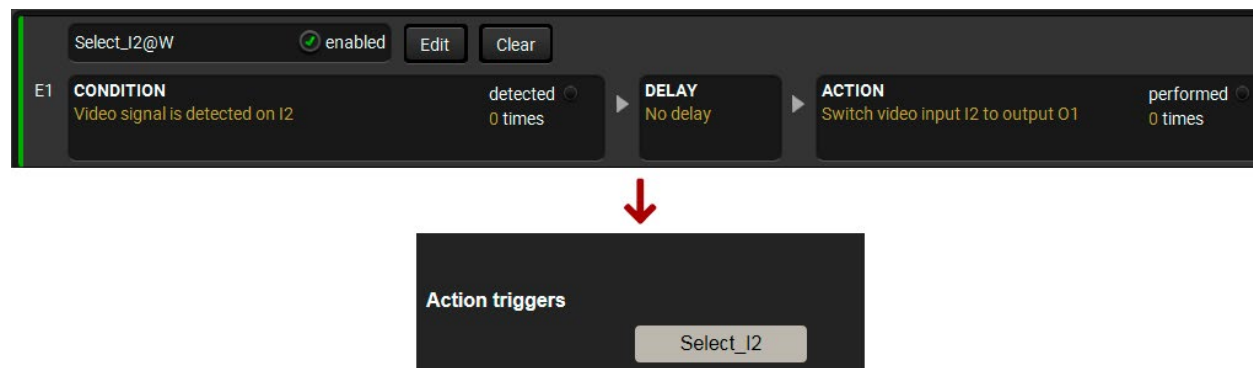 Select_I2@W enabled Edit Clear
E1 CONDITION detected DELAY ACTION performed
Video signal is detected on I2 0 times No delay Switch video input I2 to output O1 0 times
Action triggers
Select_I2